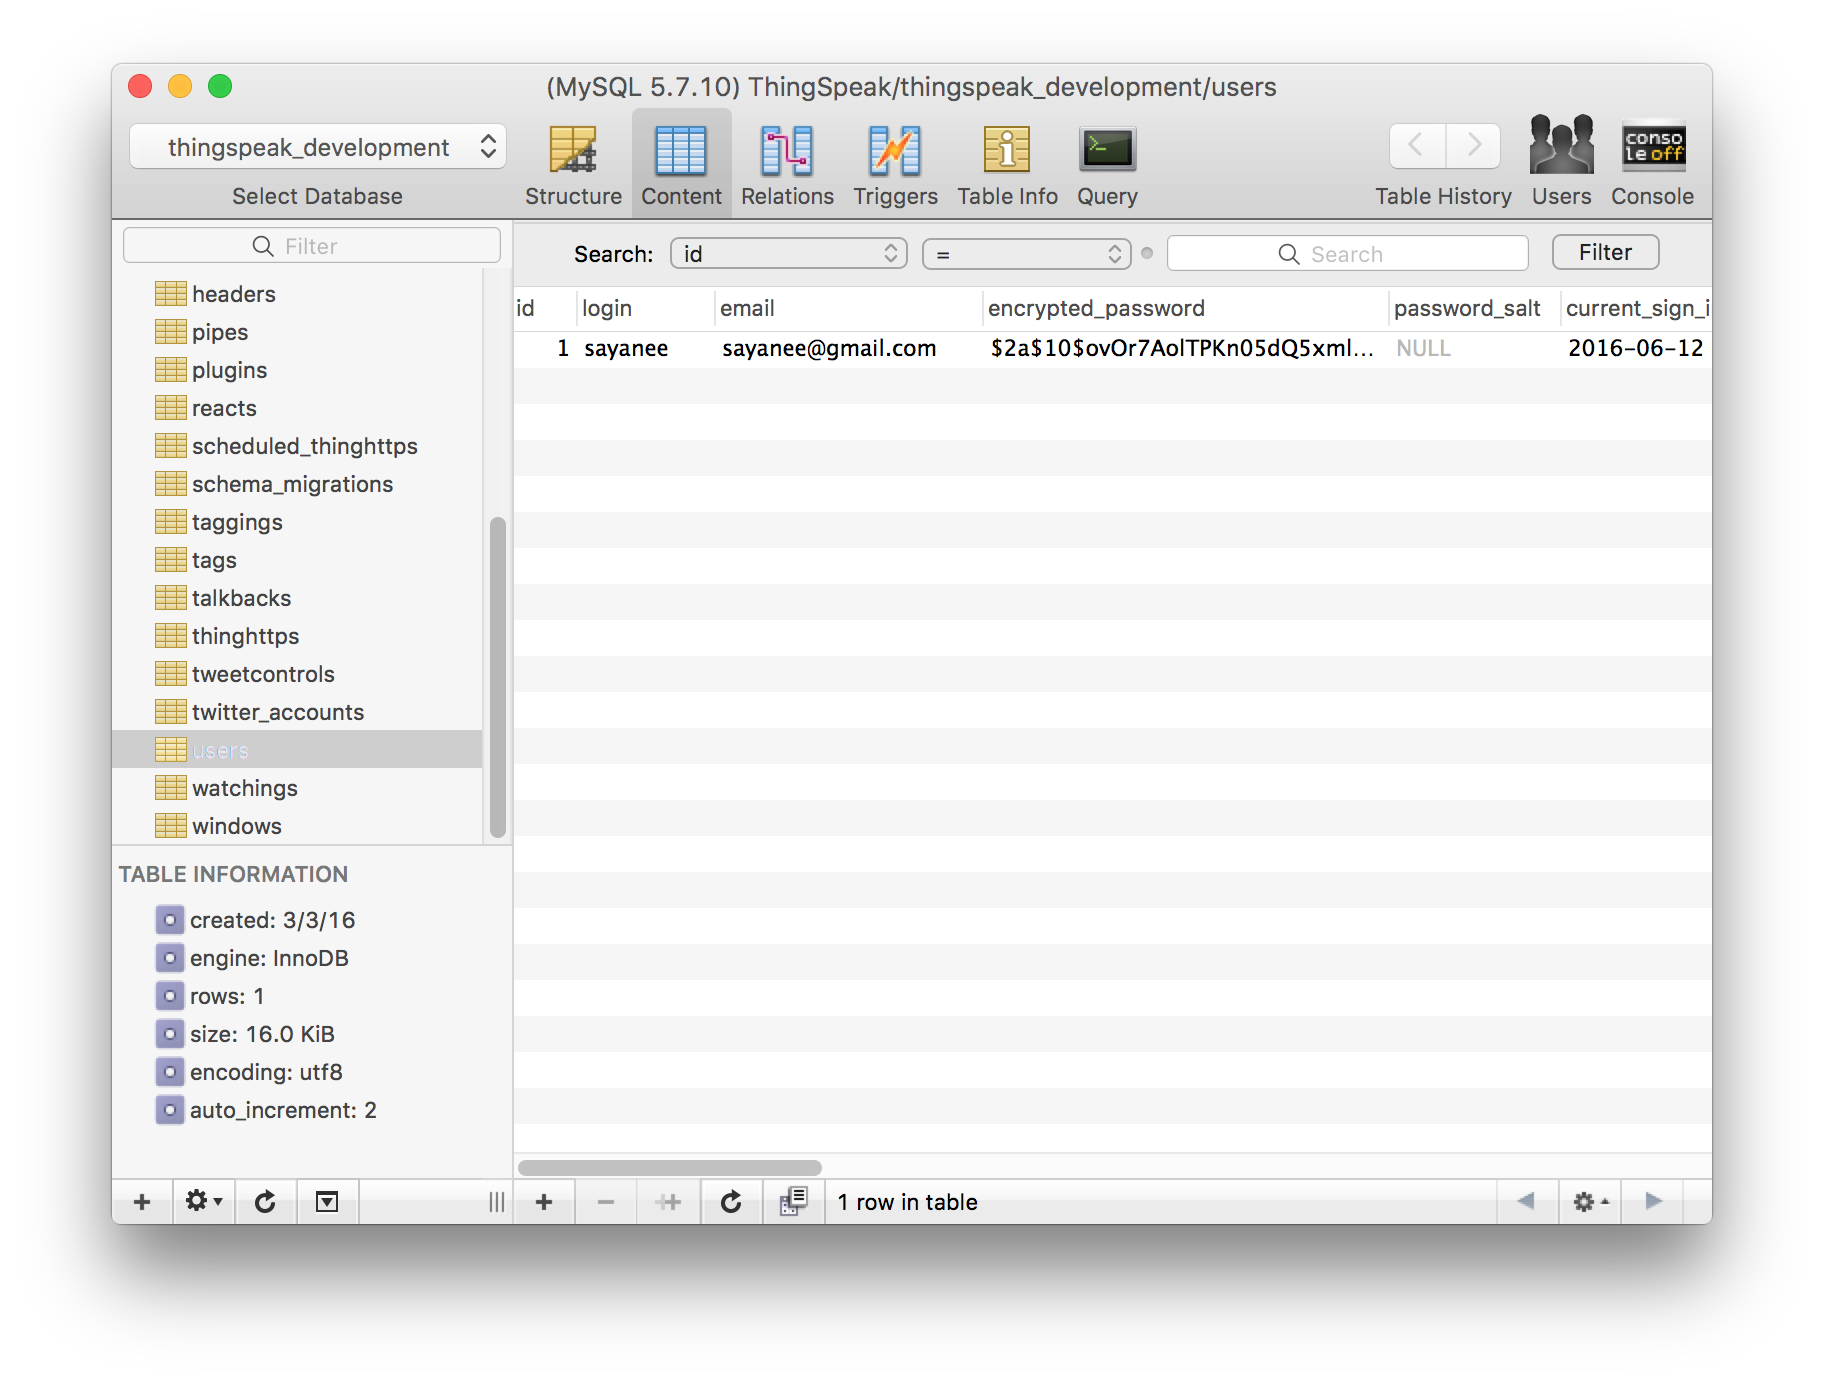 (MySQL 5.7.10) ThingSpeak/thingspeak_development/users
thingspeak_development
Select Database
Structure
Content
Relations
Triggers
Table Info
Query
Table History
Users
conso
le off
Console
Filter
Search: id = Search Filter
headers
pipes
plugins
reacts
scheduled_thinghttps
schema_migrations
taggings
tags
talkbacks
thinghttps
tweetcontrols
twitter_accounts
users
watchings
windows
id login email encrypted_password password_salt current_sign_i
1 sayanee sayanee@gmail.com $2a$10$ovOr7AolTPKn05dQ5xml... NULL 2016-06-12
TABLE INFORMATION
created: 3/3/16
engine: InnoDB
rows: 1
size: 16.0 KiB
encoding: utf8
auto_increment: 2
1 row in table